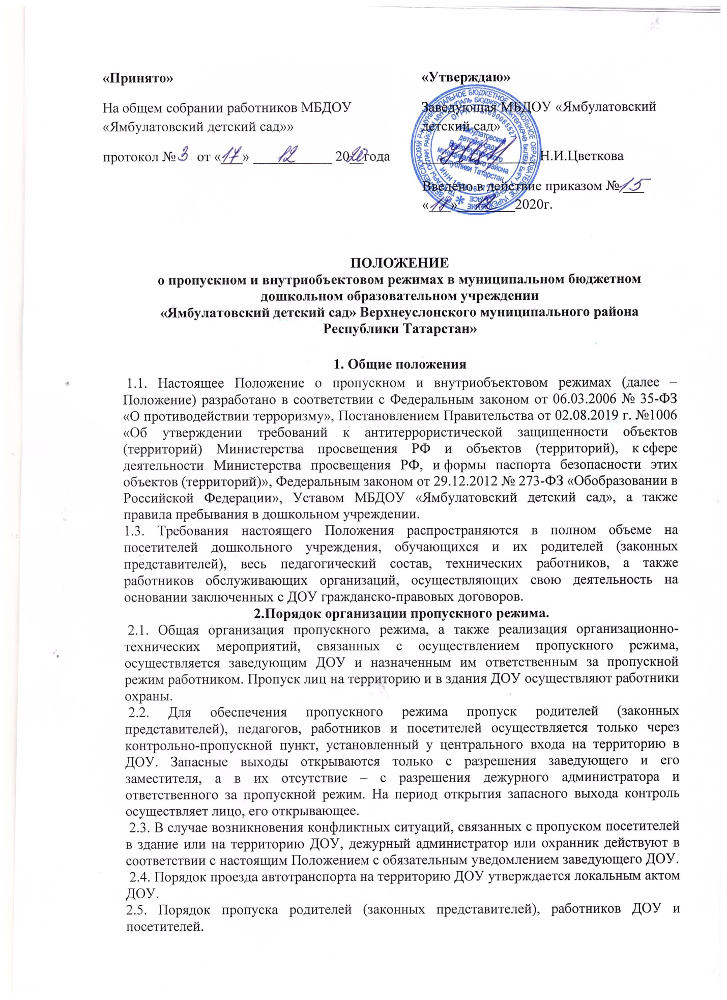 «Принято»
На общем собрании работников МБДОУ
«Ямбулатовский детский сад»»
протокол № 3 от «17» 12 2020года
«Утверждаю»
Заведующая МБДОУ «Ямбулатовский
детский сад»
Н.И.Цветкова
Введено в действие приказом № 15
«___»________2020г.
«Ямбулатовский
детский сад»
Верхнеуслонского
муниципального района
Республики Татарстан
ПОЛОЖЕНИЕ
о пропускном и внутриобъектовом режимах в муниципальном бюджетном
дошкольном образовательном учреждении
«Ямбулатовский детский сад» Верхнеуслонского муниципального района
Республики Татарстан»
1. Общие положения
1.1. Настоящее Положение о пропускном и внутриобъектовом режимах (далее –
Положение) разработано в соответствии с Федеральным законом от 06.03.2006 № 35-ФЗ
«О противодействии терроризму», Постановлением Правительства от 02.08.2019 г. №1006
«Об утверждении требований к антитеррористической защищенности объектов
(территорий) Министерства просвещения РФ и объектов (территорий), к сфере
деятельности Министерства просвещения РФ, и формы паспорта безопасности этих
объектов (территорий)», Федеральным законом от 29.12.2012 № 273-ФЗ «Обобразовании в
Российской Федерации», Уставом МБДОУ «Ямбулатовский детский сад», а также
правила пребывания в дошкольном учреждении.
1.3. Требования настоящего Положения распространяются в полном объеме на
посетителей дошкольного учреждения, обучающихся и их родителей (законных
представителей), весь педагогический состав, технических работников, а также
работников обслуживающих организаций, осуществляющих свою деятельность на
основании заключенных с ДОУ гражданско-правовых договоров.
2.Порядок организации пропускного режима.
2.1. Общая организация пропускного режима, а также реализация организационно-
технических мероприятий, связанных с осуществлением пропускного режима,
осуществляется заведующим ДОУ и назначенным им ответственным за пропускной
режим работником. Пропуск лиц на территорию и в здания ДОУ осуществляют работники
охраны.
2.2. Для обеспечения пропускного режима пропуск родителей (законных
представителей), педагогов, работников и посетителей осуществляется только через
контрольно-пропускной пункт, установленный у центрального входа на территорию в
ДОУ. Запасные выходы открываются только с разрешения заведующего и его
заместителя, а в их отсутствие – с разрешения дежурного администратора и
ответственного за пропускной режим. На период открытия запасного выхода контроль
осуществляет лицо, его открывающее.
2.3. В случае возникновения конфликтных ситуаций, связанных с пропуском посетителей
в здание или на территорию ДОУ, дежурный администратор или охранник действуют в
соответствии с настоящим Положением с обязательным уведомлением заведующего ДОУ.
2.4. Порядок проезда автотранспорта на территорию ДОУ утверждается локальным актом
ДОУ.
2.5. Порядок пропуска родителей (законных представителей), работников ДОУ и
посетителей.